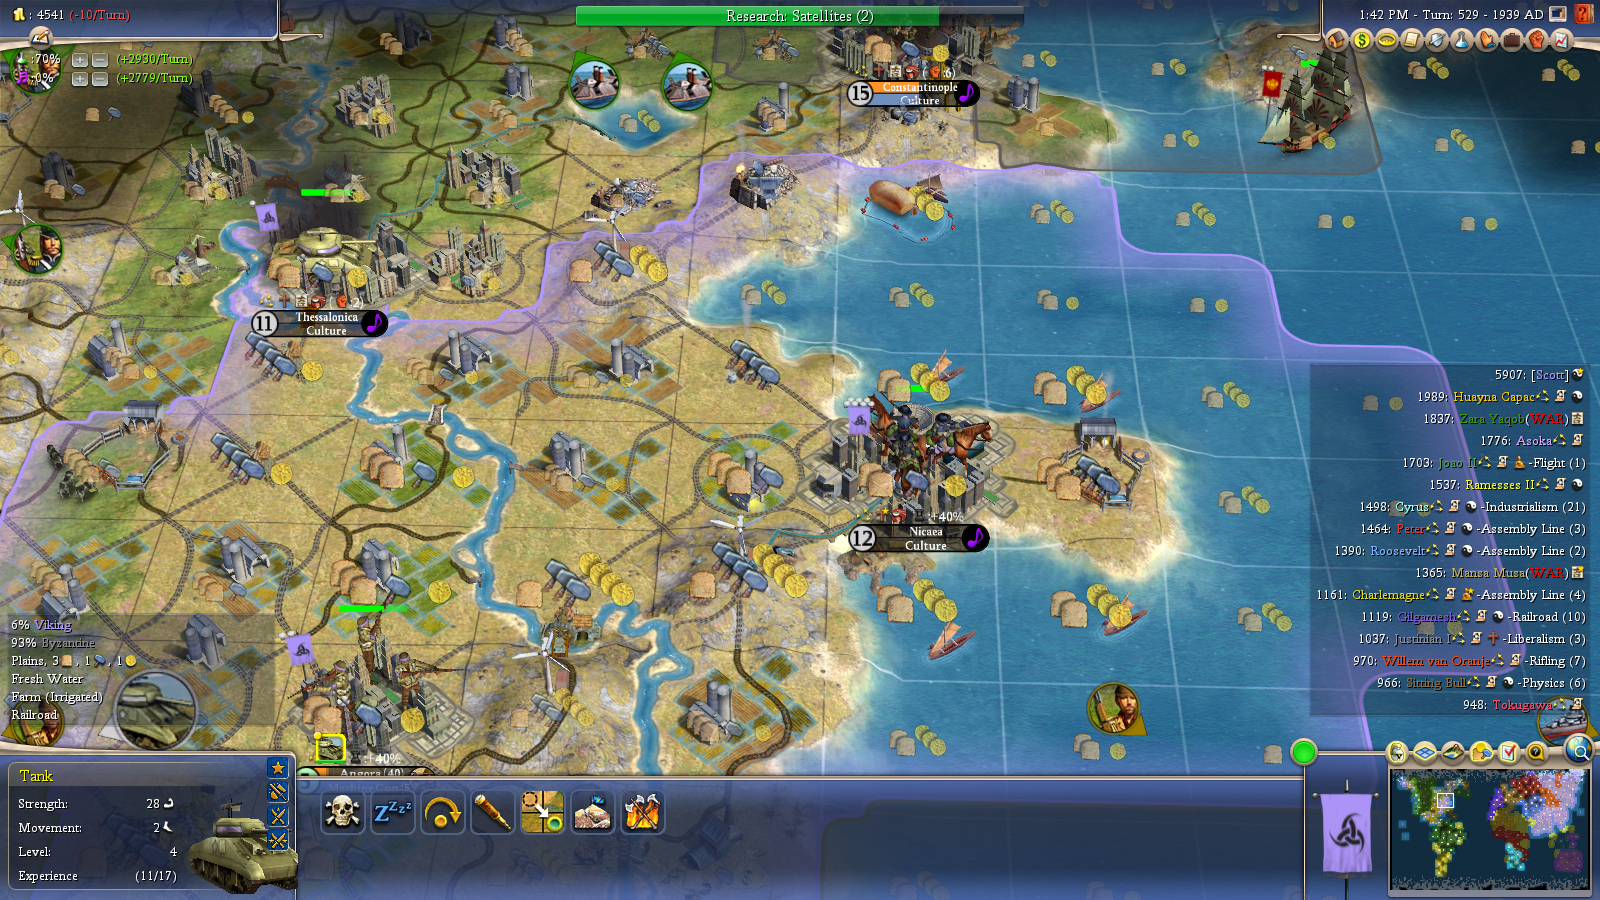 : 4541 (-10/Turn)
:70% (+2930/Turn)
:0% (+2779/Turn)
Research: Satellites (2)
1:42 PM - Turn: 529 - 1939 AD
15 Constantinople
Culture
:6)
11 Thessalonica
Culture
:2)
:+40%
12 Nicaea
Culture
:+40%
Angora (40)
5907: [Scott]
1989: Huayna Capac
1837: Zara Yaqob(WAR)
1776: Asoka
1703: Joao II -Flight (1)
1537: Ramesses II
1498: Cyrus -Industrialism (21)
1464: Peter -Assembly Line (3)
1390: Roosevelt -Assembly Line (2)
1365: Mansa Musa(WAR)
1161: Charlemagne -Assembly Line (4)
1119: Gilgamesh -Railroad (10)
1037: Justinian I -Liberalism (3)
970: Willem van Oranje -Rifling (7)
966: Sitting Bull -Physics (6)
948: Tokugawa
6% Viking
93% Byzantine
Plains, 3 , 1 , 1
Fresh Water
Farm (Irrigated)
Railroad
Tank
Strength: 28
Movement: 2
Level: 4
Experience (11/17)
ZZZZ